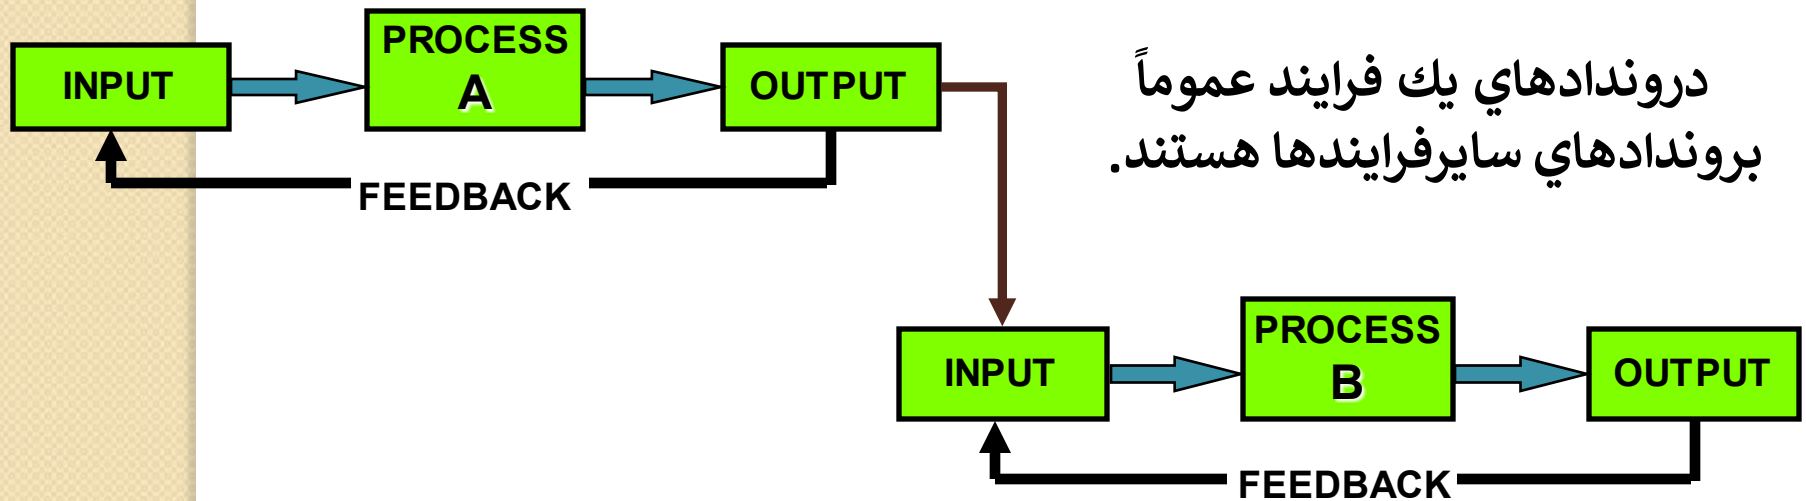 INPUT
PROCESS
A
OUTPUT
FEEDBACK
دروندادهاي يك فرايند عموماً
بروندادهاي سايرفرايندها هستند.
INPUT
PROCESS
B
OUTPUT
FEEDBACK